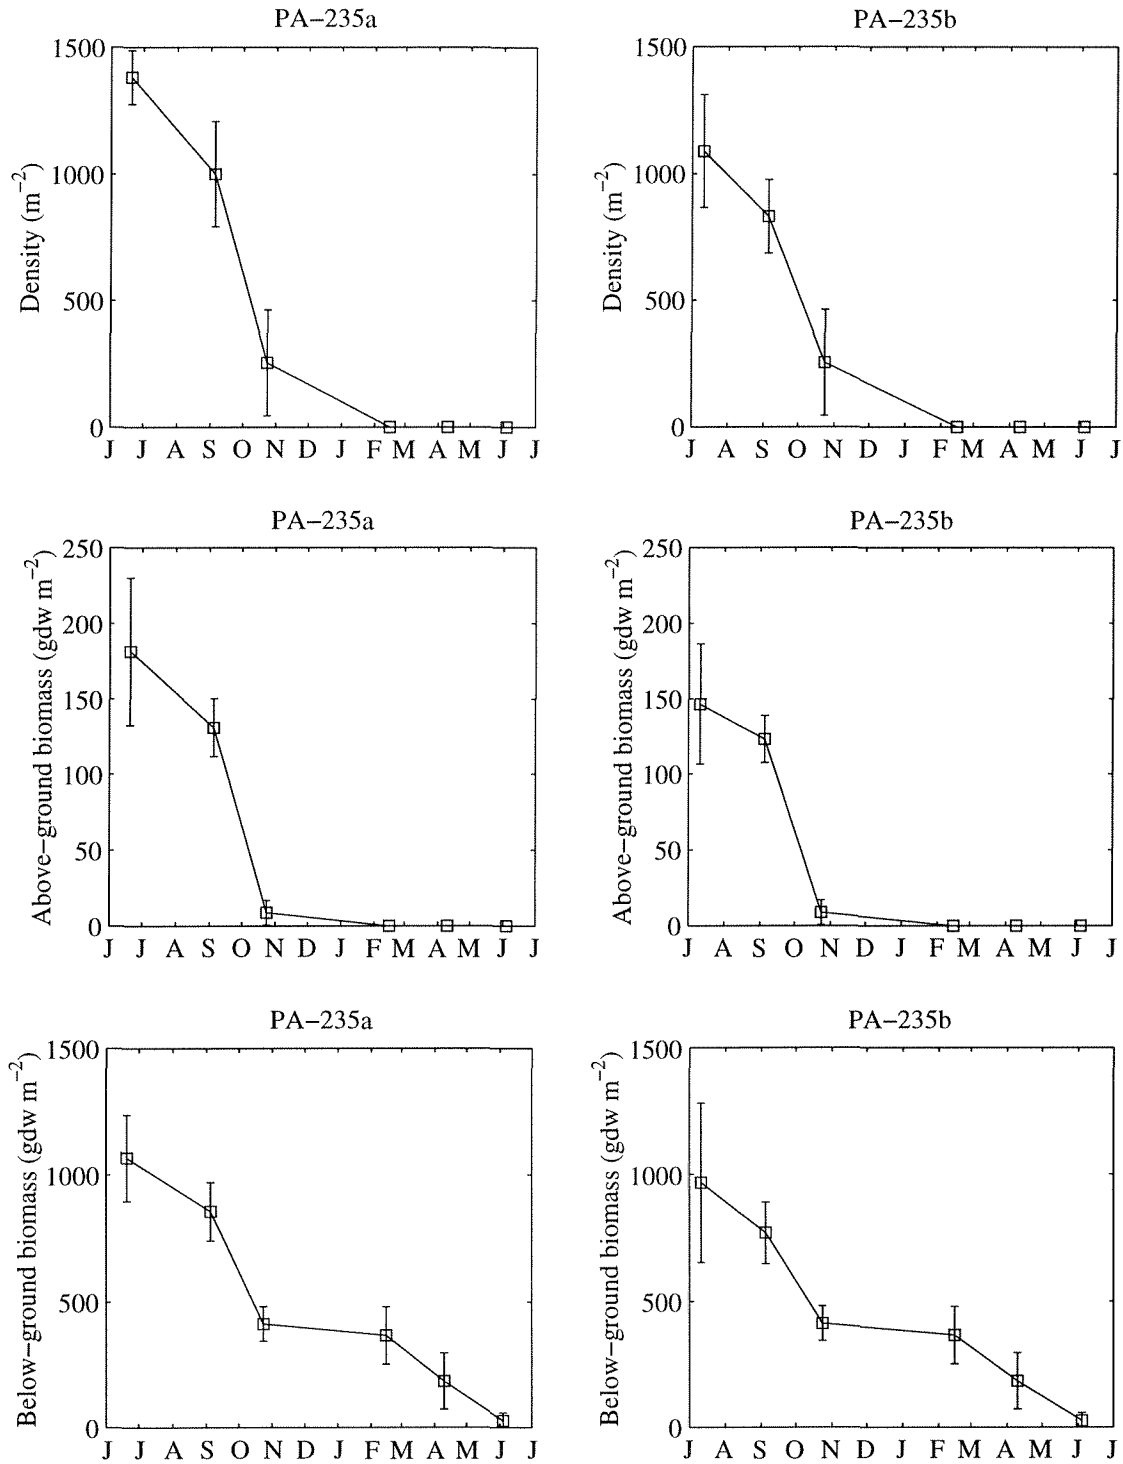 PA−235a
1500
1000
500
0
Density (m−2)
J J A S O N D J F M A M J J
PA−235b
1500
1000
500
0
Density (m−2)
J A S O N D J F M A M J J
PA−235a
250
200
150
100
50
0
Above−ground biomass (gdw m−2)
J J A S O N D J F M A M J J
PA−235b
250
200
150
100
50
0
Above−ground biomass (gdw m−2)
J A S O N D J F M A M J J
PA−235a
1500
1000
500
0
Below−ground biomass (gdw m−2)
J J A S O N D J F M A M J J
PA−235b
1500
1000
500
0
Below−ground biomass (gdw m−2)
J A S O N D J F M A M J J